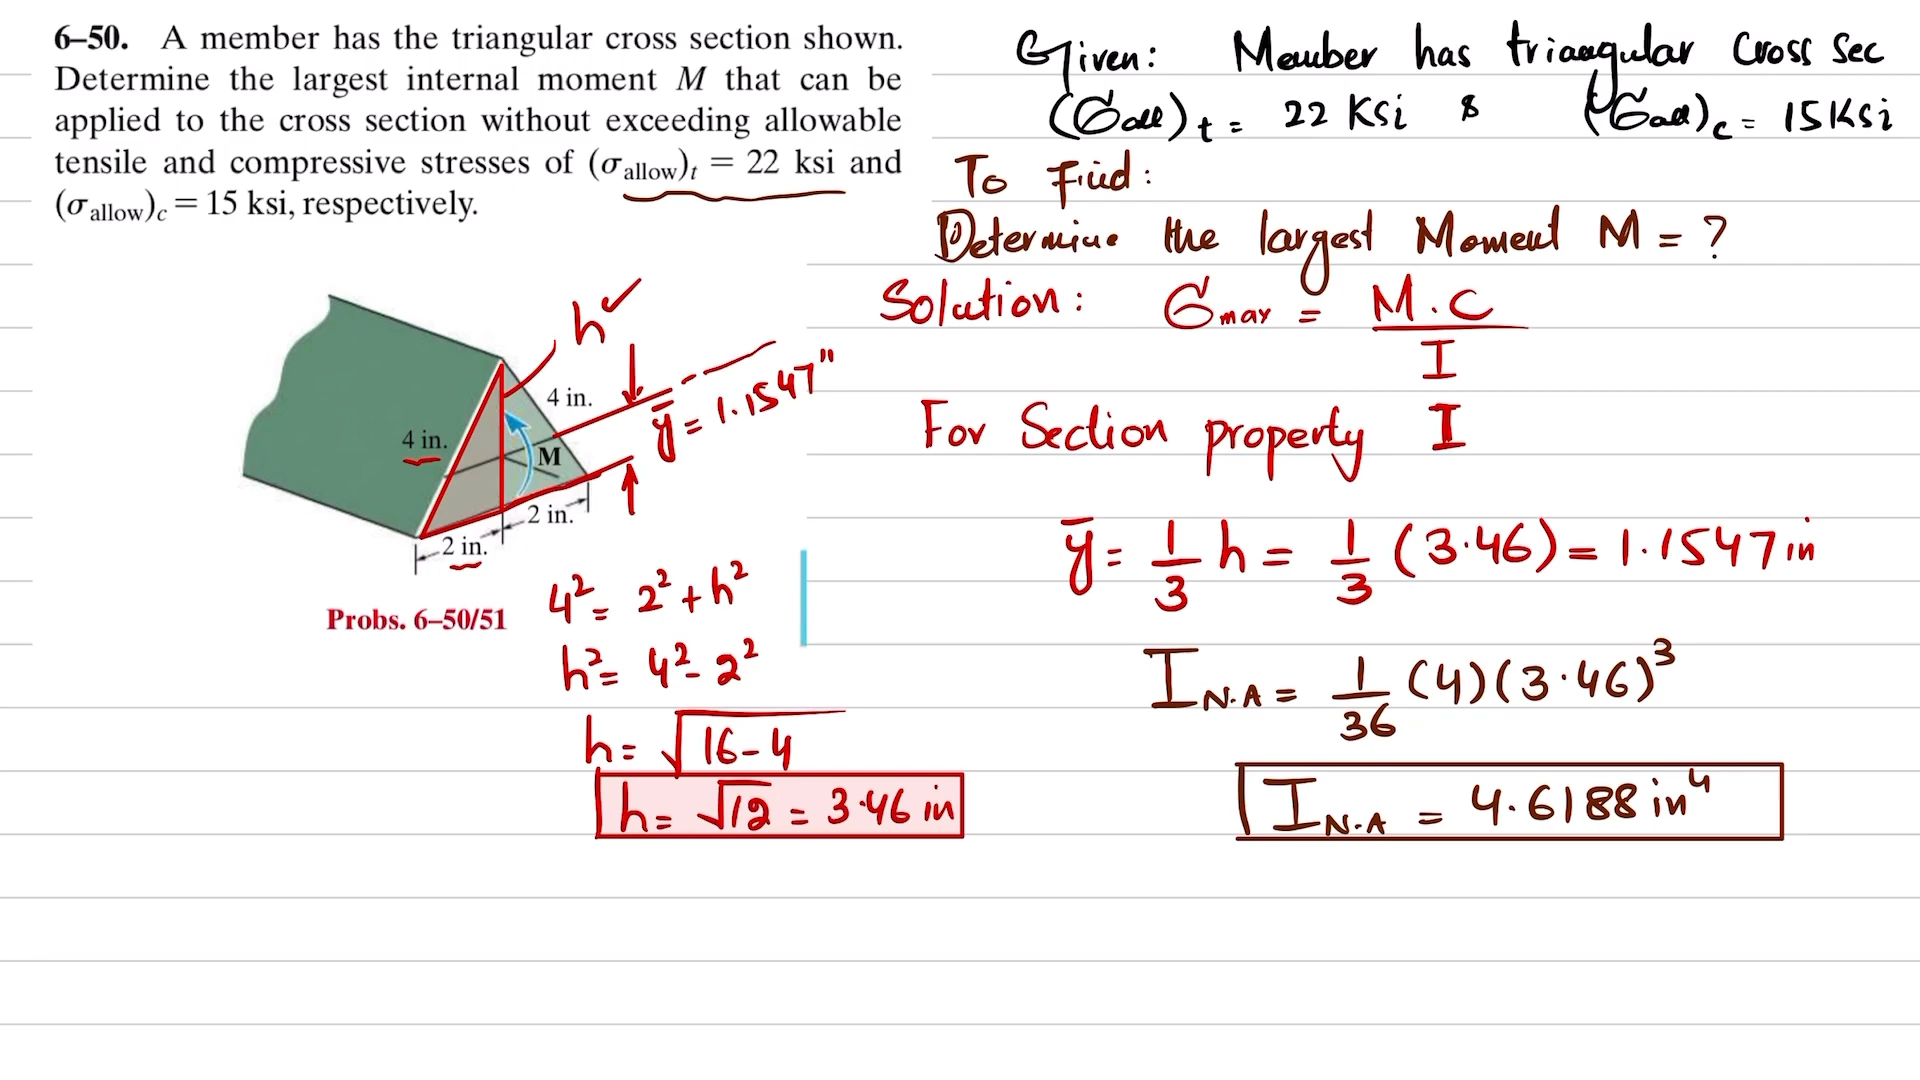 6–50. A member has the triangular cross section shown.
Determine the largest internal moment M that can be
applied to the cross section without exceeding allowable
tensile and compressive stresses of (σallow)t = 22 ksi and
(σallow)c = 15 ksi, respectively.
h
4 in.
ȳ = 1.1547"
4 in.
M
2 in.
2 in.
Probs. 6–50/51
4² = 2² + h²
h² = 4² - 2²
h = √16-4
h = √12 = 3.46 in
Given: Member has triangular Cross Sec
(σall)t = 22 Ksi & (σall)c = 15 Ksi
To Find:
Determine the largest Moment M = ?
Solution: σmax = M.C / I
For Section property I
ȳ = 1/3 h = 1/3 (3.46) = 1.1547 in
I N.A = 1/36 (4)(3.46)³
I N.A = 4.6188 in⁴